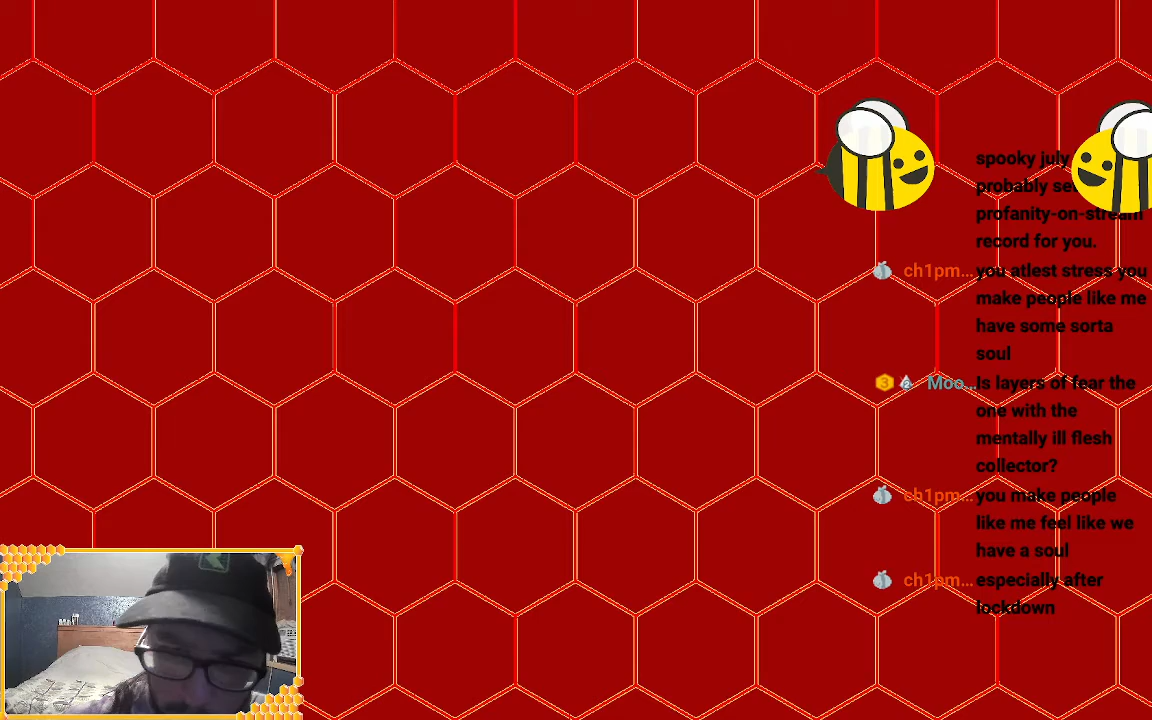 spooky july
probably
profanity-on-stream
record for you.
ch1pm... you atlest stress you
make people like me
have some sorta
soul
3 2 Moo... Is layers of fear the
one with the
mentally ill flesh
collector?
ch1pm... you make people
like me feel like we
have a soul
ch1pm... especially after
lockdown